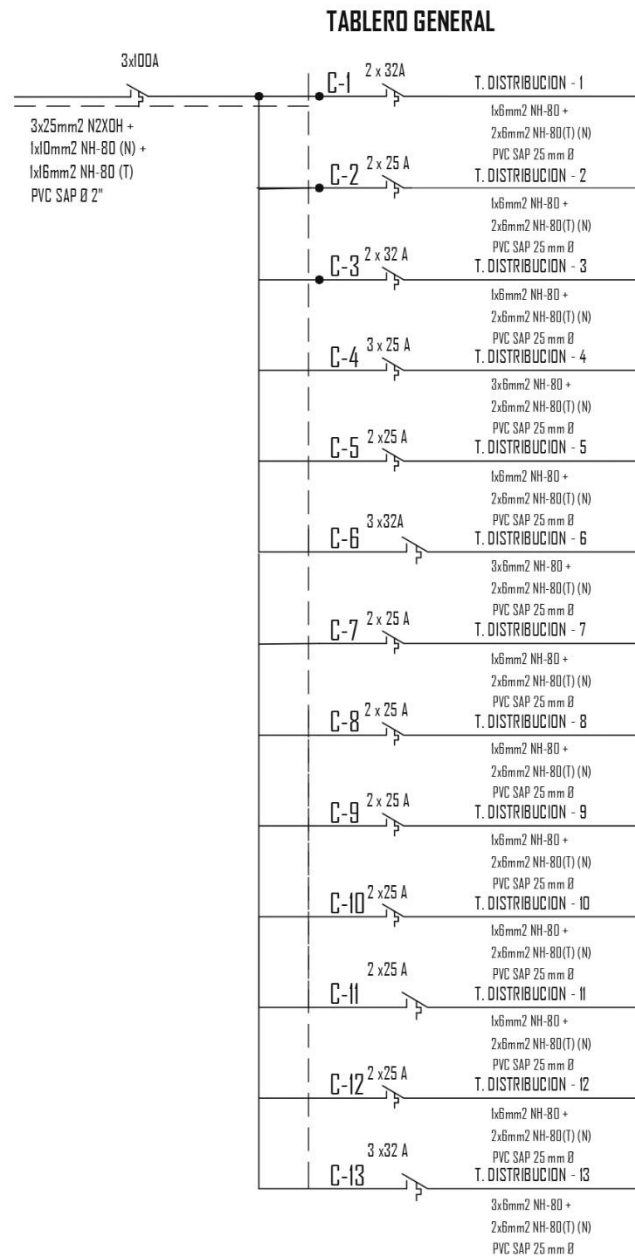 TABLERO GENERAL
3x100A
3x25mm2 N2XOH +
1x10mm2 NH-80 (N) +
1x16mm2 NH-80 (T)
PVC SAP Ø 2"
C-1 2 x 32A T. DISTRIBUCION - 1
1x6mm2 NH-80 +
2x6mm2 NH-80(T) (N)
PVC SAP 25 mm Ø
C-2 2 x 25 A T. DISTRIBUCION - 2
1x6mm2 NH-80 +
2x6mm2 NH-80(T) (N)
PVC SAP 25 mm Ø
C-3 2 x 32 A T. DISTRIBUCION - 3
1x6mm2 NH-80 +
2x6mm2 NH-80(T) (N)
PVC SAP 25 mm Ø
C-4 3 x 25 A T. DISTRIBUCION - 4
3x6mm2 NH-80 +
2x6mm2 NH-80(T) (N)
PVC SAP 25 mm Ø
C-5 2 x25 A T. DISTRIBUCION - 5
1x6mm2 NH-80 +
2x6mm2 NH-80(T) (N)
PVC SAP 25 mm Ø
C-6 3 x32A T. DISTRIBUCION - 6
3x6mm2 NH-80 +
2x6mm2 NH-80(T) (N)
PVC SAP 25 mm Ø
C-7 2 x 25 A T. DISTRIBUCION - 7
1x6mm2 NH-80 +
2x6mm2 NH-80(T) (N)
PVC SAP 25 mm Ø
C-8 2 x 25 A T. DISTRIBUCION - 8
1x6mm2 NH-80 +
2x6mm2 NH-80(T) (N)
PVC SAP 25 mm Ø
C-9 2 x 25 A T. DISTRIBUCION - 9
1x6mm2 NH-80 +
2x6mm2 NH-80(T) (N)
PVC SAP 25 mm Ø
C-10 2 x25 A T. DISTRIBUCION - 10
1x6mm2 NH-80 +
2x6mm2 NH-80(T) (N)
PVC SAP 25 mm Ø
C-11 2 x25 A T. DISTRIBUCION - 11
1x6mm2 NH-80 +
2x6mm2 NH-80(T) (N)
PVC SAP 25 mm Ø
C-12 2 x25 A T. DISTRIBUCION - 12
1x6mm2 NH-80 +
2x6mm2 NH-80(T) (N)
PVC SAP 25 mm Ø
C-13 3 x32 A T. DISTRIBUCION - 13
3x6mm2 NH-80 +
2x6mm2 NH-80(T) (N)
PVC SAP 25 mm Ø